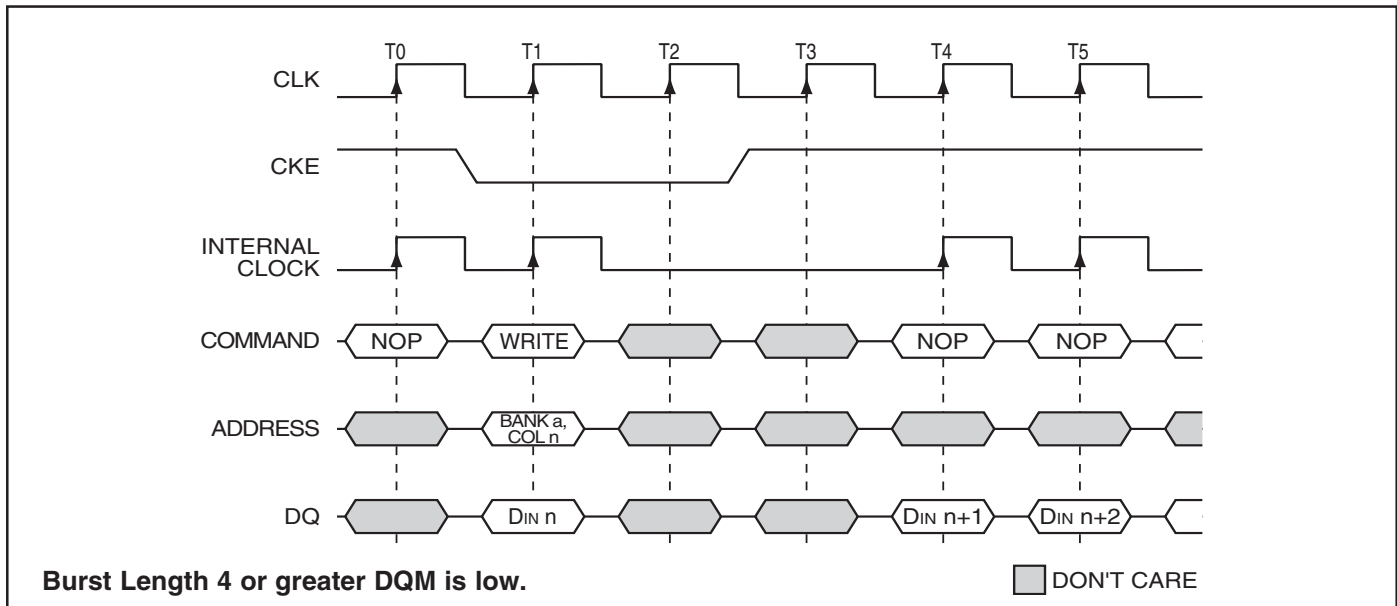 T0 T1 T2 T3 T4 T5
CLK
CKE
INTERNAL
CLOCK
COMMAND NOP WRITE NOP NOP
ADDRESS BANK a,
COL n
DQ DIN n DIN n+1 DIN n+2
Burst Length 4 or greater DQM is low.
DON'T CARE